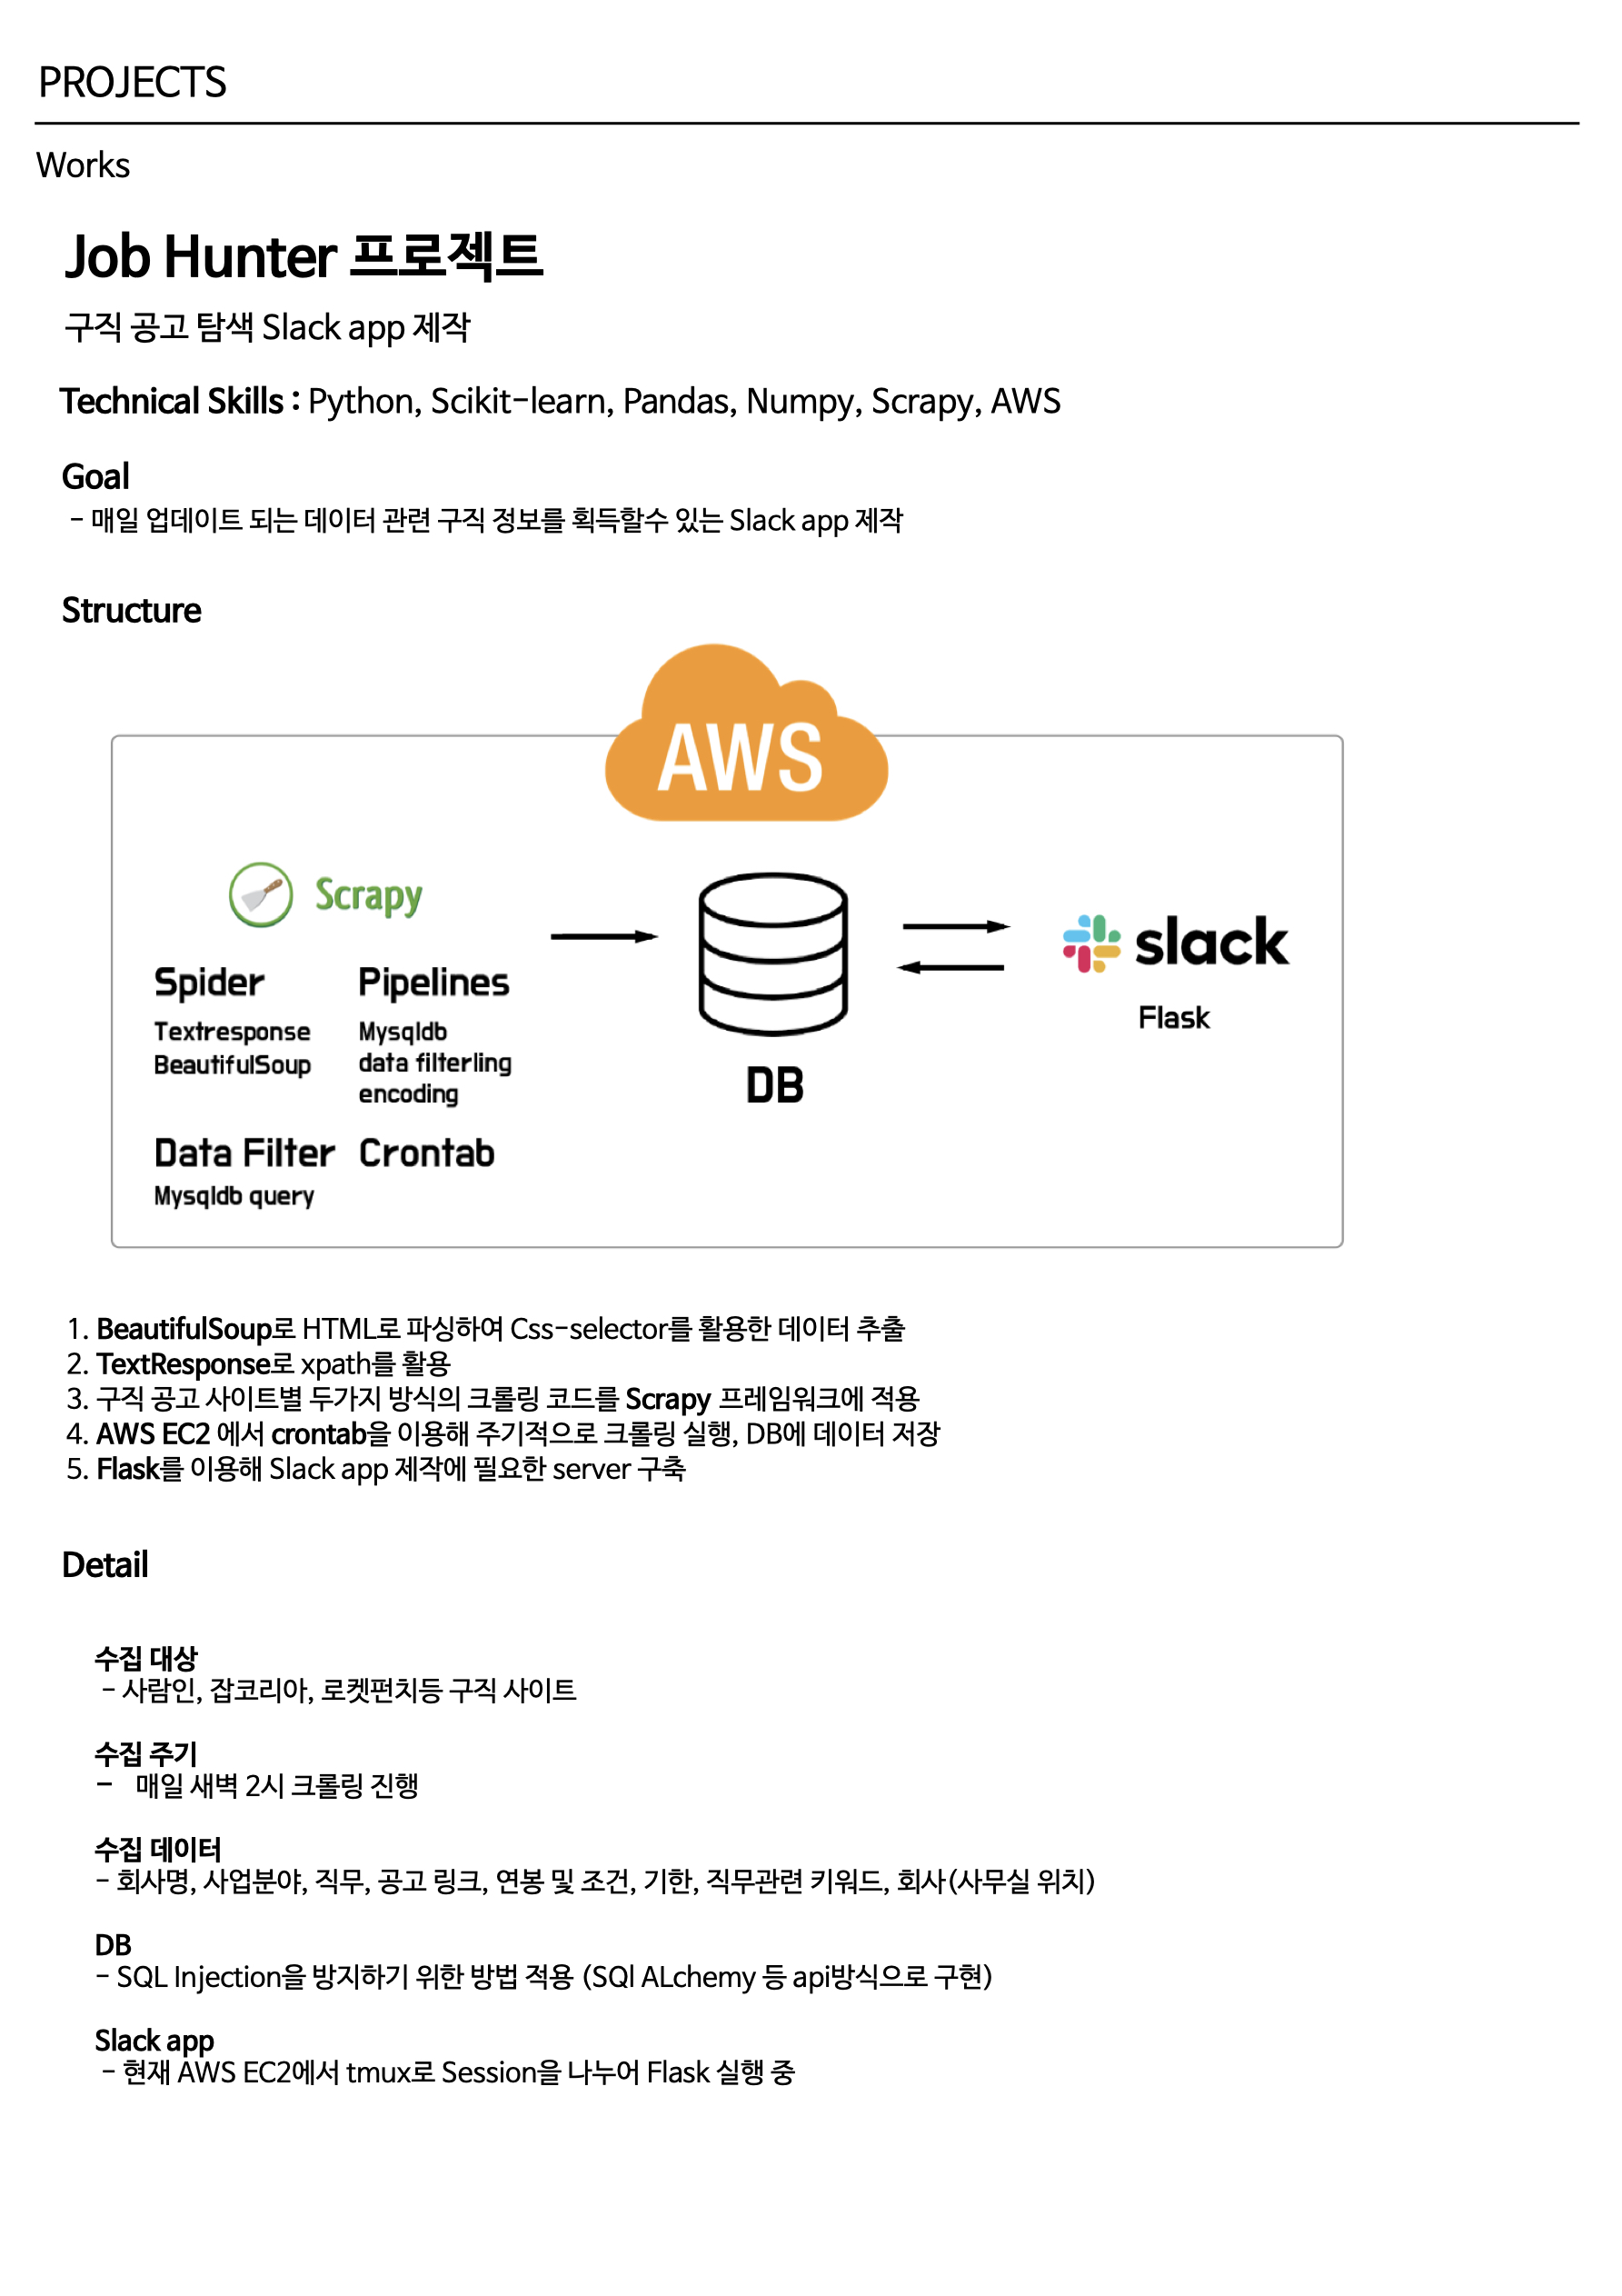 PROJECTS
Works
Job Hunter 프로젝트
구직 공고 탐색 Slack app 제작
Technical Skills : Python, Scikit-learn, Pandas, Numpy, Scrapy, AWS
Goal
- 매일 업데이트 되는 데이터 관련 구직 정보를 획득할수 있는 Slack app 제작
Structure
AWS
Scrapy
Spider
Textresponse
BeautifulSoup
Pipelines
Mysqldb
data filterling
encoding
Data Filter
Mysqldb query
Crontab
DB
slack
Flask
1. BeautifulSoup로 HTML로 파싱하여 Css-selector를 활용한 데이터 추출
2. TextResponse로 xpath를 활용
3. 구직 공고 사이트별 두가지 방식의 크롤링 코드를 Scrapy 프레임워크에 적용
4. AWS EC2 에서 crontab을 이용해 주기적으로 크롤링 실행, DB에 데이터 저장
5. Flask를 이용해 Slack app 제작에 필요한 server 구축
Detail
수집 대상
- 사람인, 잡코리아, 로켓펀치등 구직 사이트
수집 주기
- 매일 새벽 2시 크롤링 진행
수집 데이터
- 회사명, 사업분야, 직무, 공고 링크, 연봉 및 조건, 기한, 직무관련 키워드, 회사(사무실 위치)
DB
- SQL Injection을 방지하기 위한 방법 적용 (SQl ALchemy 등 api방식으로 구현)
Slack app
- 현재 AWS EC2에서 tmux로 Session을 나누어 Flask 실행 중